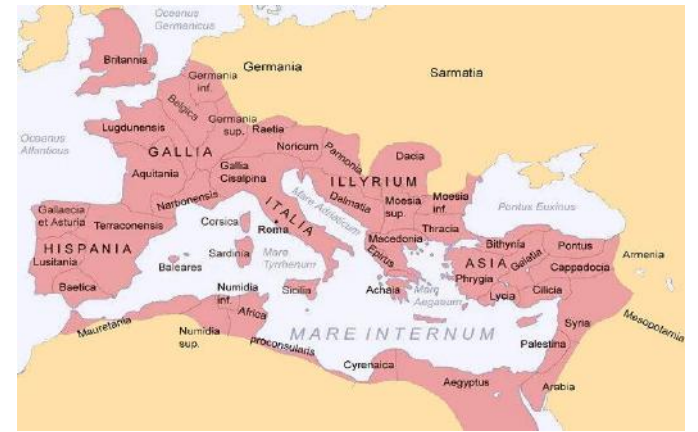 Oceanus
Germanicus
Britannia
Germania
Sarmatia
Germania
inf.
Belgica
Lugdunensis
Germania
sup.
Raetia
Oceanus
Atlanticus
GALLIA
Noricum
Pannonia
Dacia
Aquitania
Gallia
Cisalpina
ILLYRIUM
Narbonensis
Mare Adriaticum
Dalmatia
Moesia
sup.
Moesia
inf.
Pontus Euxinus
Gallaecia
et Asturia
Terraconensis
Corsica
ITALIA
Roma
Thracia
HISPANIA
Lusitania
Baetica
Baleares
Sardinia
Mare
Tyrrhenum
Macedonia
Epirus
Bithynia
Pontus
Armenia
ASIA
Galatia
Cappadocia
Phrygia
Achaia
Mare
Aegaeum
Lycia
Cilicia
Numidia
inf.
Sicilia
Africa
Mauretania
Numidia
sup.
proconsularis
MARE INTERNUM
Syria
Mesopotamia
Palestina
Cyrenaica
Aegyptus
Arabia